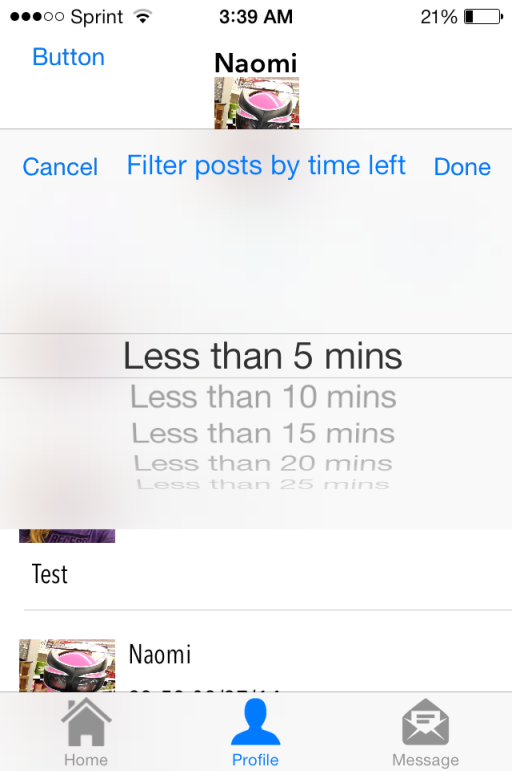 Sprint 3:39 AM 21%
Button
Naomi
Cancel Filter posts by time left Done
Less than 5 mins
Less than 10 mins
Less than 15 mins
Less than 20 mins
Less than 25 mins
Test
Naomi
Home Profile Message